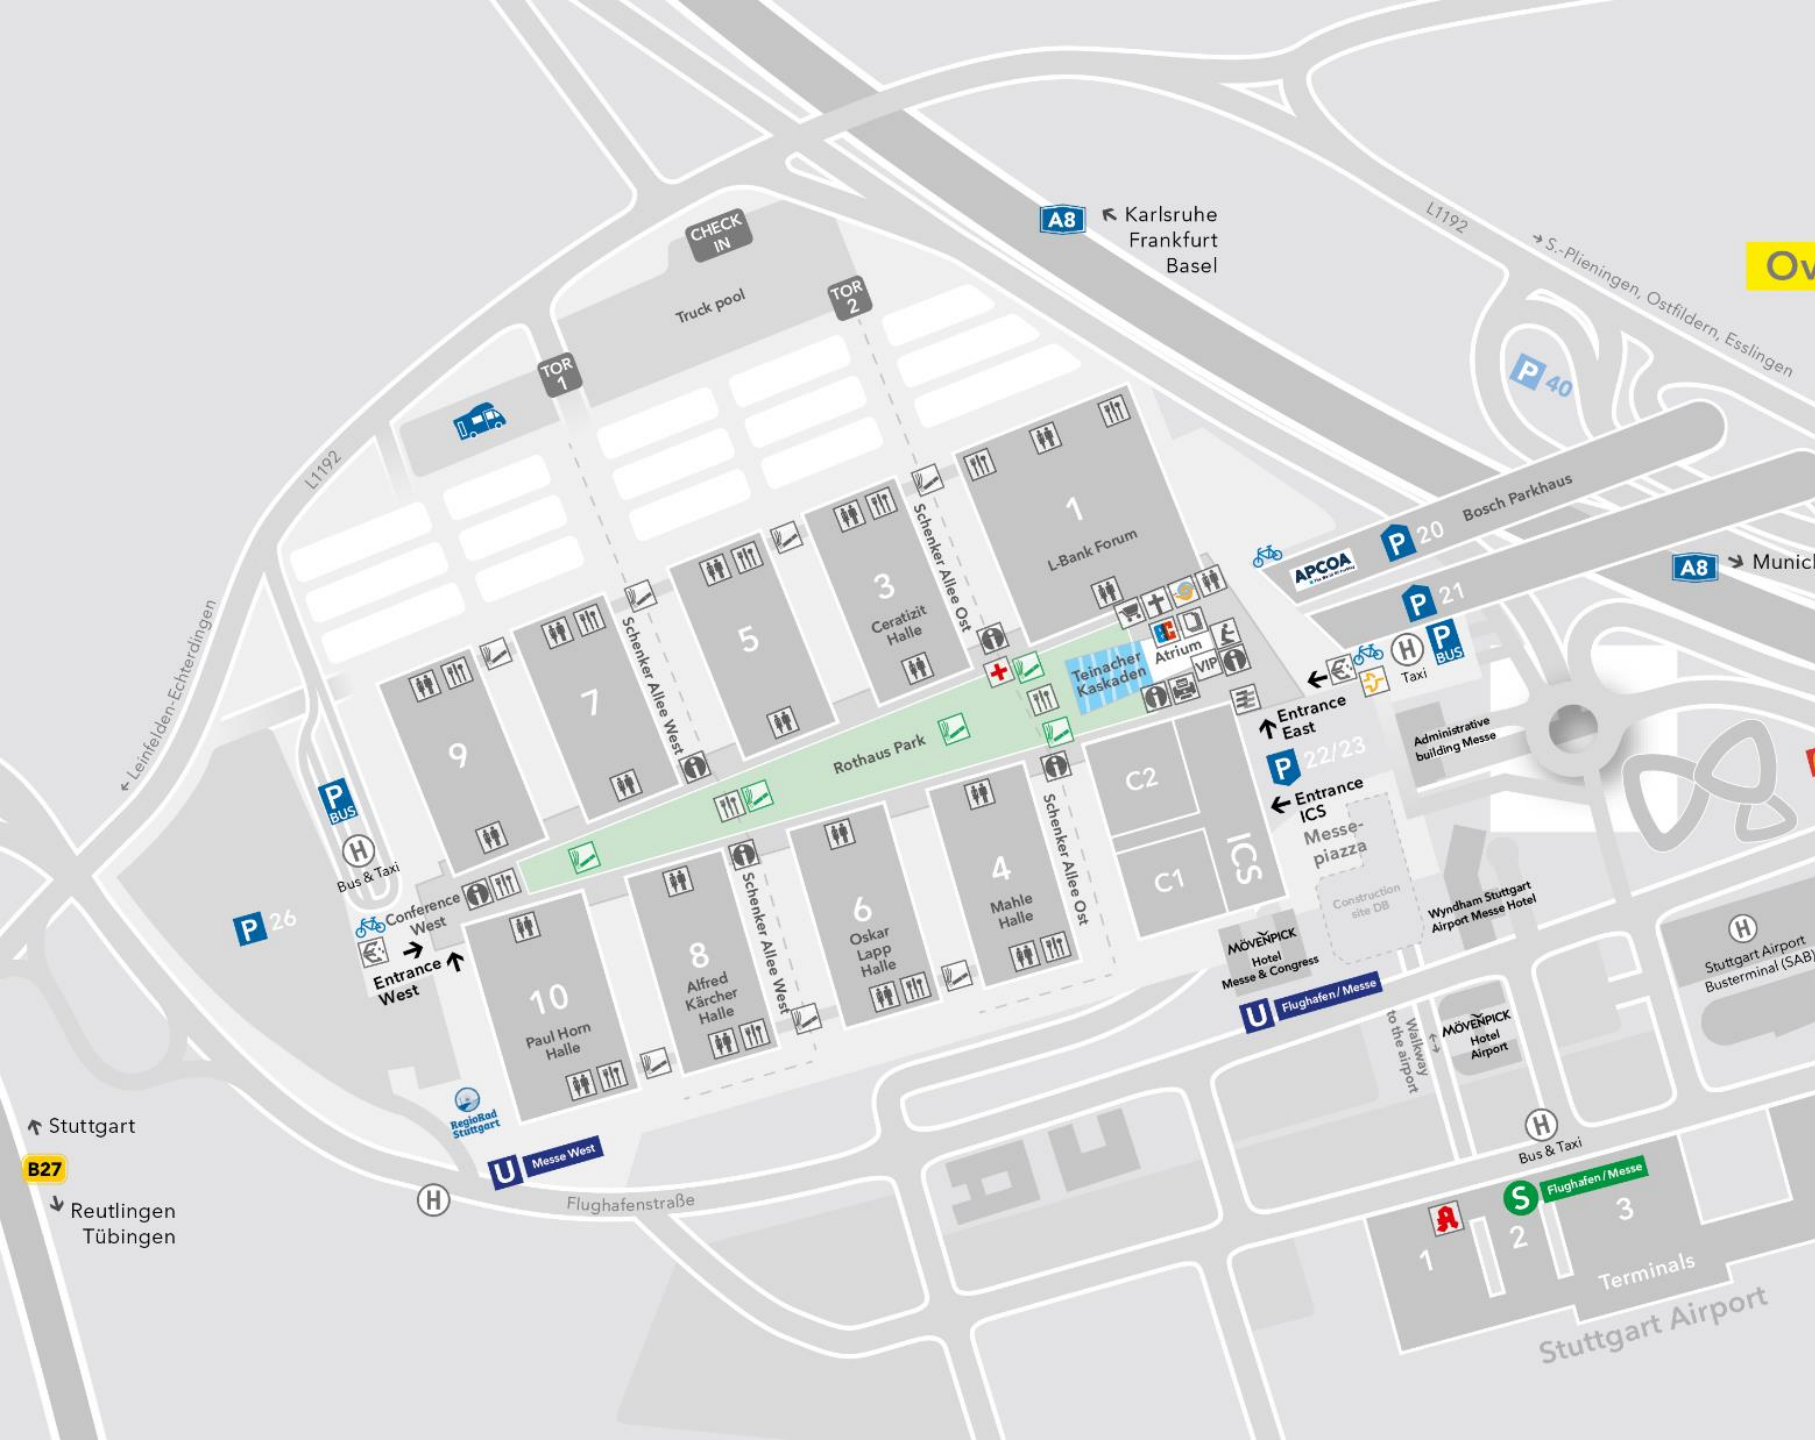 CHECK
IN
A8
Karlsruhe
Frankfurt
Basel
L1192
S.-Plieningen, Ostfildern, Esslingen
Ov
Truck pool
TOR
2
TOR
1
P 40
L1192
Leinfelden-Echterdingen
1
L-Bank Forum
Schenker Allee Ost
3
Ceratizit
Halle
5
Schenker Allee West
7
9
Bosch Parkhaus
P 20
APCOA
P 21
A8
Munich
P
BUS
H
Taxi
Atrium
VIP
Teinacher
Kaskaden
Rothaus Park
Entrance
East
P 22/23
Entrance
ICS
Administrative
building Messe
Messe-
piazza
Construction
site DB
Wyndham Stuttgart
Airport Messe Hotel
C2
C1
ICS
P
BUS
H
Bus & Taxi
P 26
Conference
West
Entrance
West
10
Paul Horn
Halle
8
Alfred
Kärcher
Halle
Schenker Allee West
6
Oskar
Lapp
Halle
4
Mahle
Halle
Schenker Allee Ost
MÖVENPICK
Hotel
Messe & Congress
U Flughafen/Messe
Walkway
to the airport
MÖVENPICK
Hotel
Airport
H
Stuttgart Airport
Busterminal (SAB)
RegioRad
Stuttgart
U Messe West
H
Flughafenstraße
Stuttgart
B27
Reutlingen
Tübingen
H
Bus & Taxi
S Flughafen/Messe
1
2
3
Terminals
Stuttgart Airport